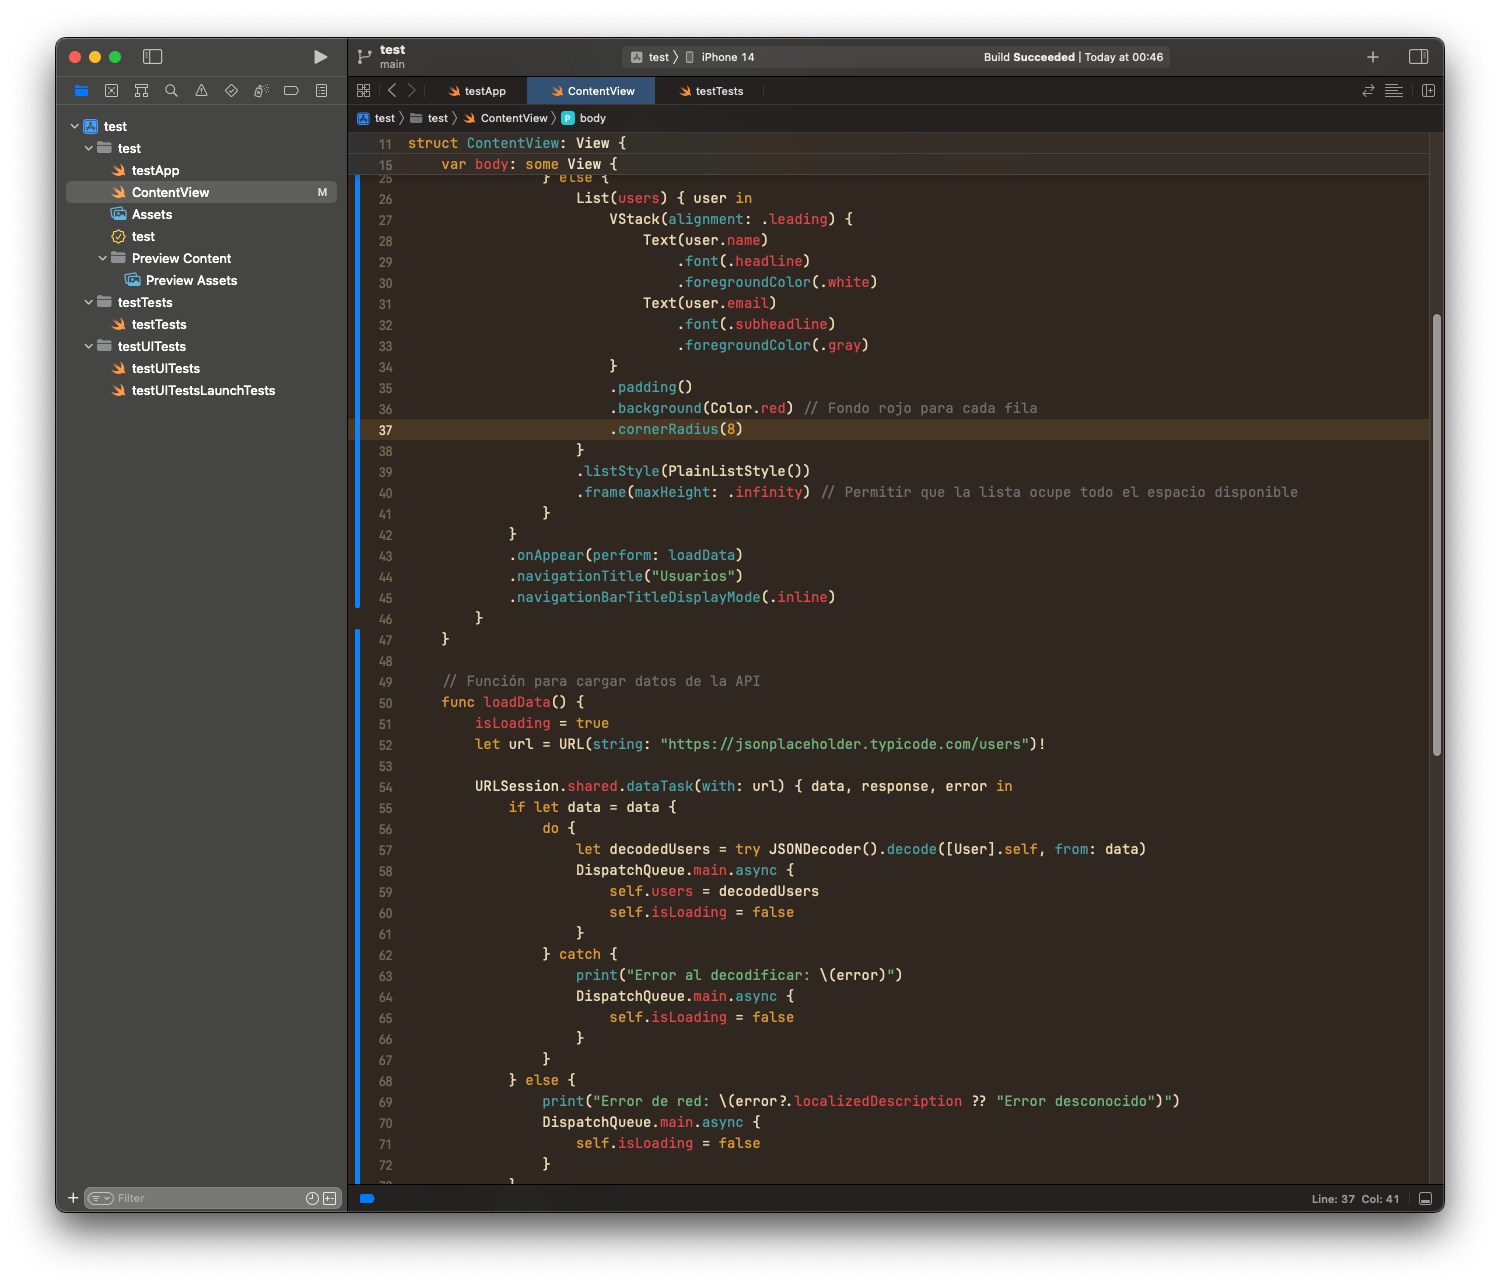 test
main
test
iPhone 14
Build Succeeded | Today at 00:46
testApp
ContentView
testTests
test
test
ContentView
body
test
test
testApp
ContentView M
Assets
test
Preview Content
Preview Assets
testTests
testTests
testUITests
testUITests
testUITestsLaunchTests
Filter
11 struct ContentView: View {
15     var body: some View {
25                 } else {
26                     List(users) { user in
27                         VStack(alignment: .leading) {
28                             Text(user.name)
29                                 .font(.headline)
30                                 .foregroundColor(.white)
31                             Text(user.email)
32                                 .font(.subheadline)
33                                 .foregroundColor(.gray)
34                         }
35                         .padding()
36                         .background(Color.red) // Fondo rojo para cada fila
37                         .cornerRadius(8)
38                     }
39                     .listStyle(PlainListStyle())
40                     .frame(maxHeight: .infinity) // Permitir que la lista ocupe todo el espacio disponible
41                 }
42             }
43             .onAppear(perform: loadData)
44             .navigationTitle("Usuarios")
45             .navigationBarTitleDisplayMode(.inline)
46         }
47     }
48
49     // Función para cargar datos de la API
50     func loadData() {
51         isLoading = true
52         let url = URL(string: "https://jsonplaceholder.typicode.com/users")!
53
54         URLSession.shared.dataTask(with: url) { data, response, error in
55             if let data = data {
56                 do {
57                     let decodedUsers = try JSONDecoder().decode([User].self, from: data)
58                     DispatchQueue.main.async {
59                         self.users = decodedUsers
60                         self.isLoading = false
61                     }
62                 } catch {
63                     print("Error al decodificar: \(error)")
64                     DispatchQueue.main.async {
65                         self.isLoading = false
66                     }
67                 }
68             } else {
69                 print("Error de red: \(error?.localizedDescription ?? "Error desconocido")")
70                 DispatchQueue.main.async {
71                     self.isLoading = false
72                 }
Line: 37 Col: 41